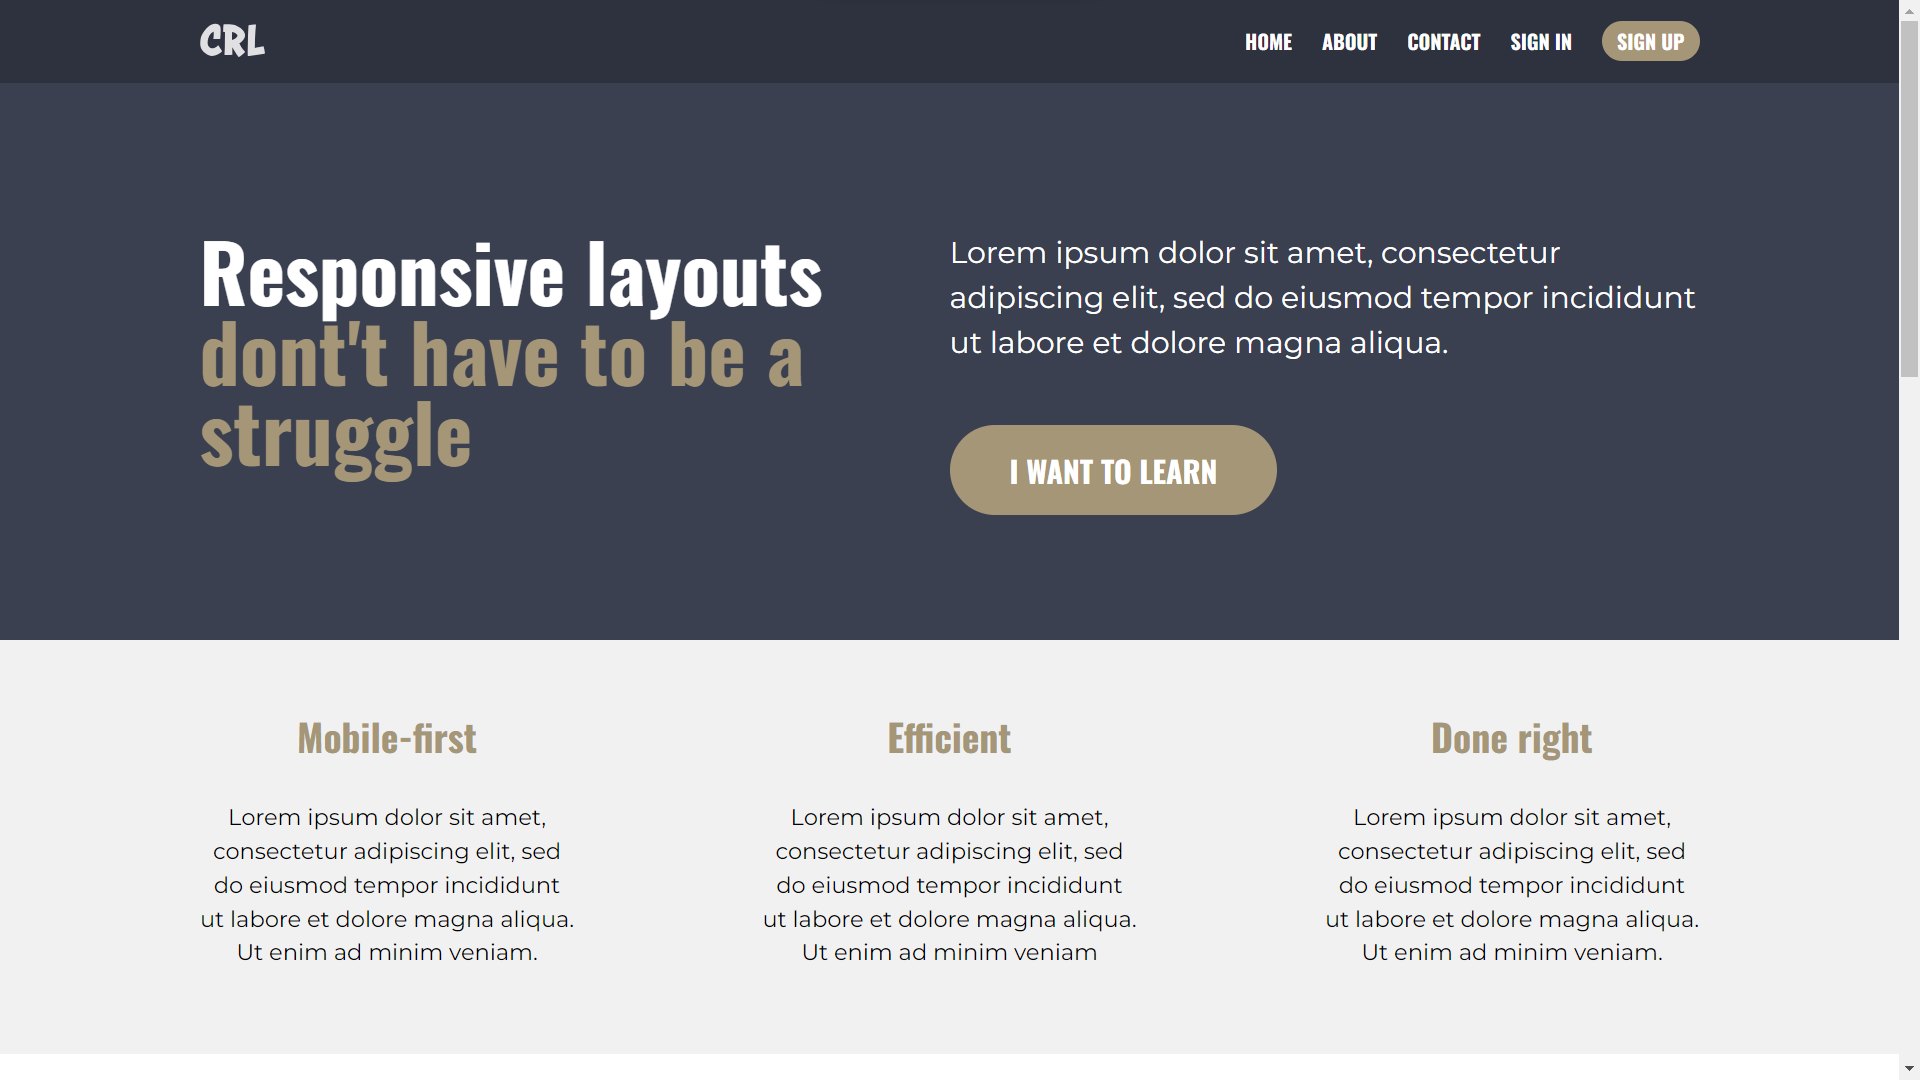 CRL
HOME ABOUT CONTACT SIGN IN SIGN UP
Responsive layouts
dont't have to be a
struggle
Lorem ipsum dolor sit amet, consectetur
adipiscing elit, sed do eiusmod tempor incididunt
ut labore et dolore magna aliqua.
I WANT TO LEARN
Mobile-first
Lorem ipsum dolor sit amet,
consectetur adipiscing elit, sed
do eiusmod tempor incididunt
ut labore et dolore magna aliqua.
Ut enim ad minim veniam.
Efficient
Lorem ipsum dolor sit amet,
consectetur adipiscing elit, sed
do eiusmod tempor incididunt
ut labore et dolore magna aliqua.
Ut enim ad minim veniam
Done right
Lorem ipsum dolor sit amet,
consectetur adipiscing elit, sed
do eiusmod tempor incididunt
ut labore et dolore magna aliqua.
Ut enim ad minim veniam.